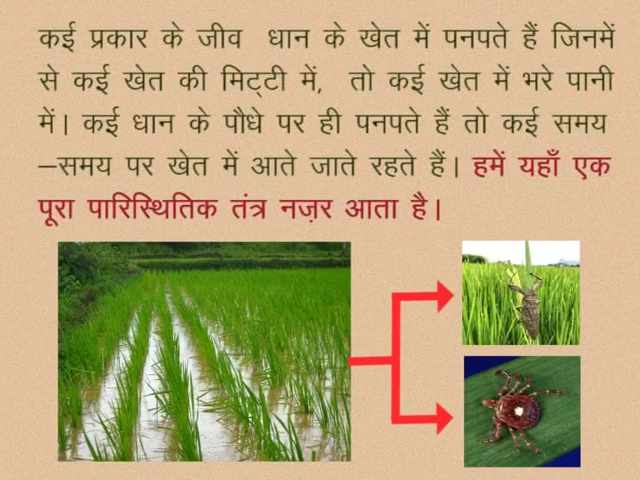 कई प्रकार के जीव धान के खेत में पनपते हैं जिनमें
से कई खेत की मिट्टी में, तो कई खेत में भरे पानी
में। कई धान के पौधे पर ही पनपते हैं तो कई समय
–समय पर खेत में आते जाते रहते हैं। हमें यहाँ एक
पूरा पारिस्थितिक तंत्र नज़र आता है।